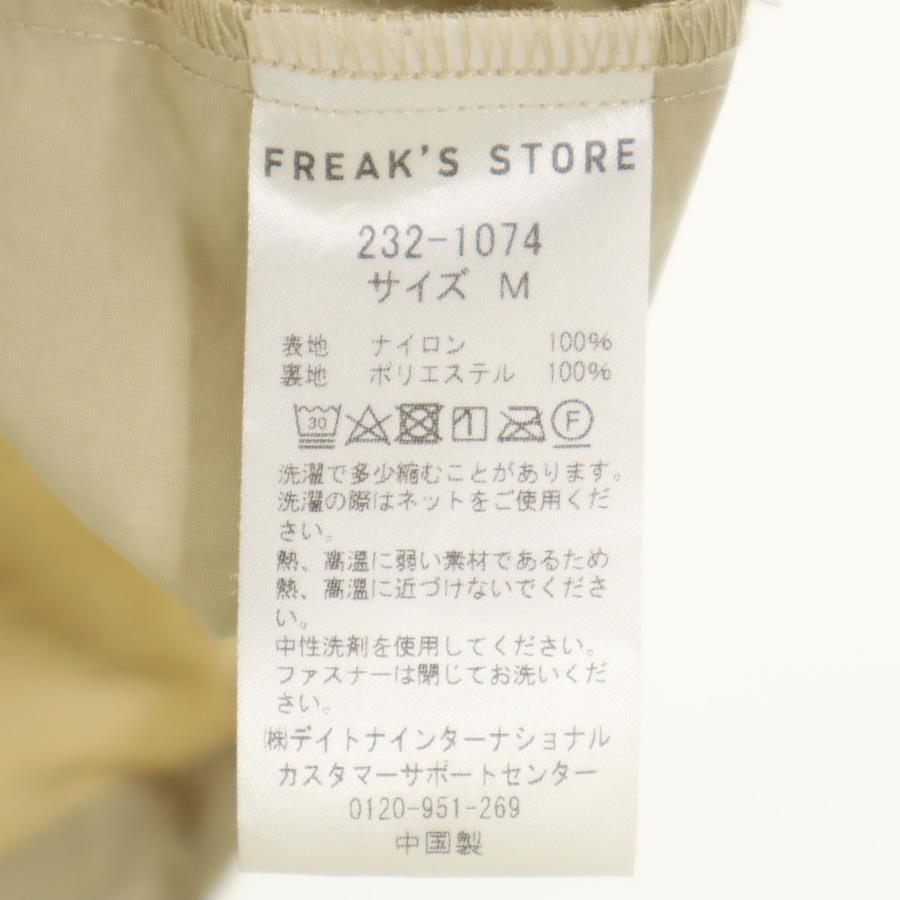 FREAK'S STORE
232-1074
サイズ M
表地 ナイロン 100%
裏地 ポリエステル 100%
30 F
洗濯で多少縮むことがあります。
洗濯の際はネットをご使用くだ
さい。
熱、高温に弱い素材であるため
熱、高温に近づけないでくださ
い。
中性洗剤を使用してください。
ファスナーは閉じてお洗いくだ
さい。
㈱デイトナインターナショナル
カスタマーサポートセンター
0120-951-269
中国製